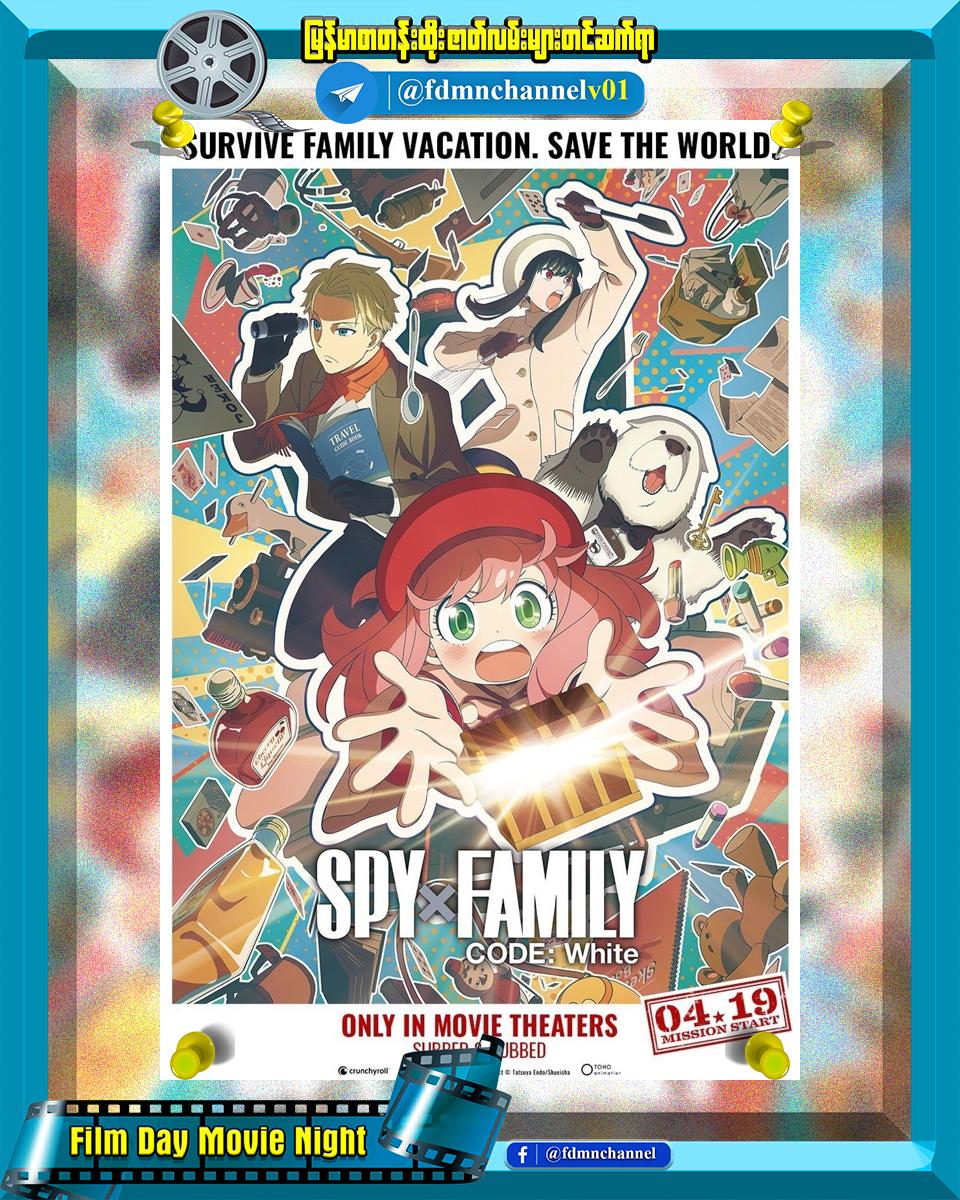 မြန်မာစာတန်းထိုးဇာတ်လမ်းများတင်ဆက်ရာ
@fdmnchannelv01
SURVIVE FAMILY VACATION. SAVE THE WORLD.
TRAVEL
GUIDE BOOK
SPY×FAMILY
CODE: White
ONLY IN MOVIE THEATERS
04.19
MISSION START
crunchyroll
© Tatsuya Endo/Shueisha
TOHO
animation
Film Day Movie Night
@fdmnchannel